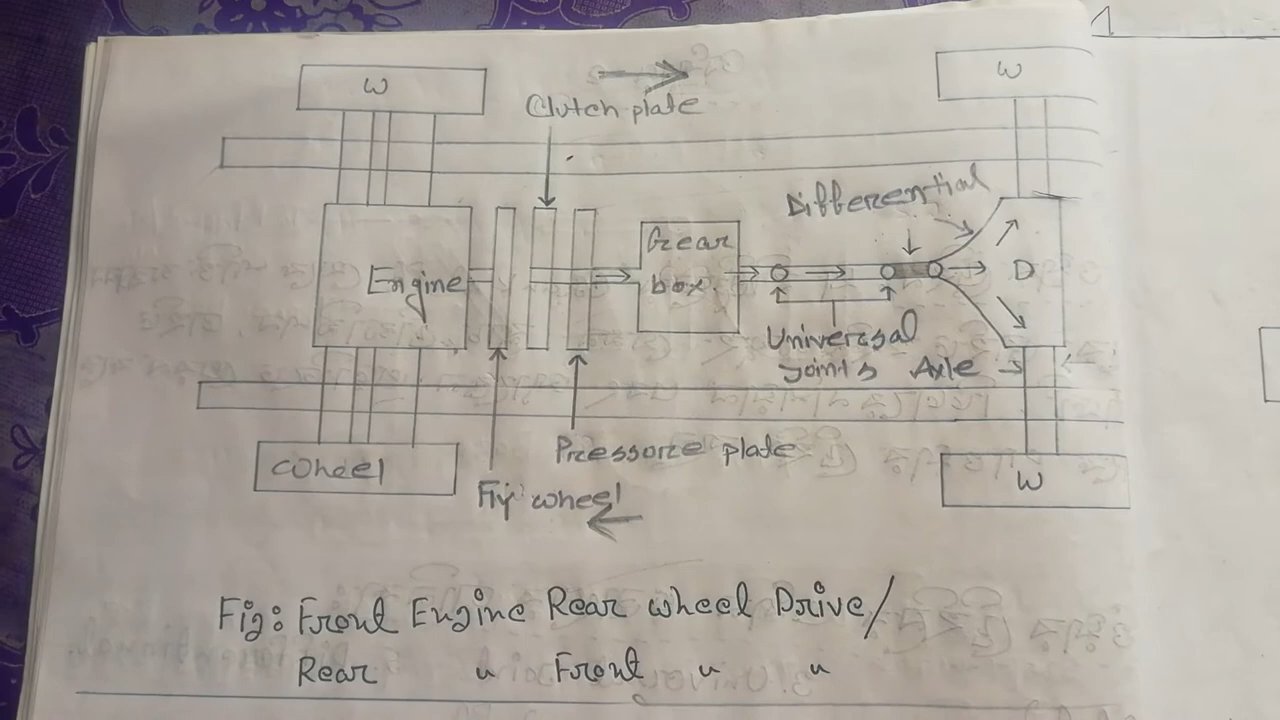 W
W
Clutch plate
Differential
Engine
Gear
box.
D
Universal
Joints
Axle
Wheel
Pressore plate
W
Fly wheel
Fig: Front Engine Rear wheel Drive/
Rear " Front " "